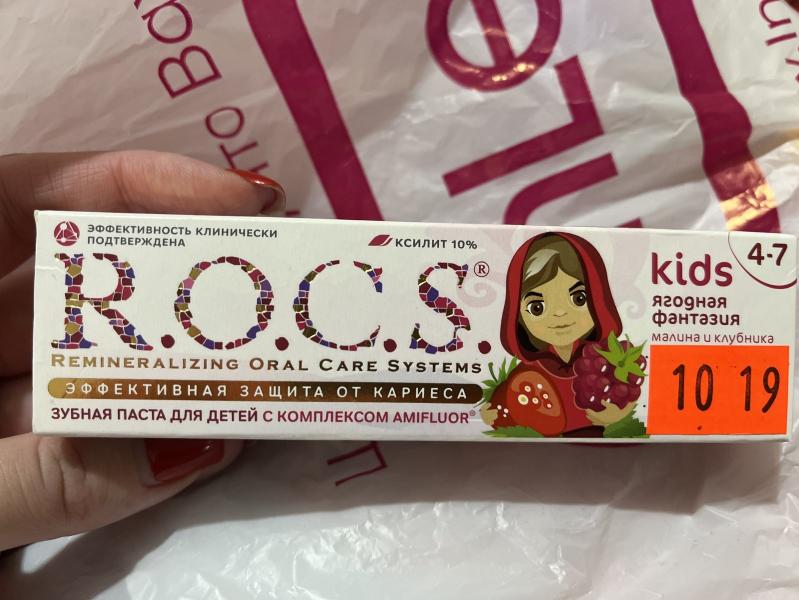 ЭФФЕКТИВНОСТЬ КЛИНИЧЕСКИ
ПОДТВЕРЖДЕНА
КСИЛИТ 10%
R.O.C.S.®
REMINERALIZING ORAL CARE SYSTEMS
ЭФФЕКТИВНАЯ ЗАЩИТА ОТ КАРИЕСА
ЗУБНАЯ ПАСТА ДЛЯ ДЕТЕЙ С КОМПЛЕКСОМ AMIFLUOR®
4-7
kids
ягодная
фантазия
малина и клубника
10 19